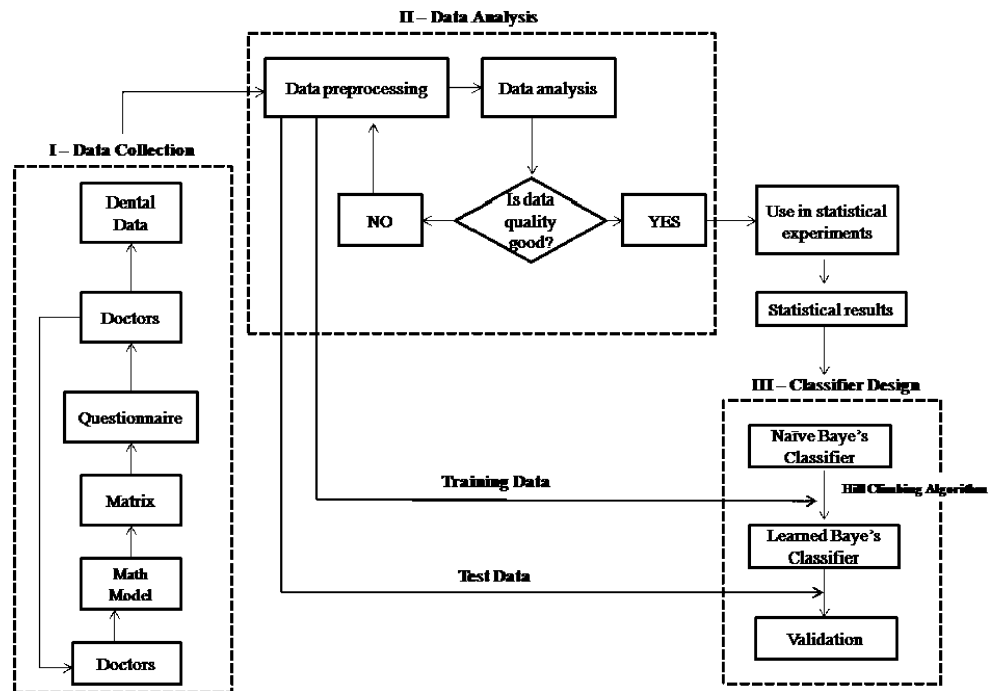 II – Data Analysis
Data preprocessing
Data analysis
I – Data Collection
Dental
Data
NO
Is data
quality
good?
YES
Use in statistical
experiments
Doctors
Statistical results
III – Classifier Design
Questionnaire
Naïve Baye's
Classifier
Training Data
Hill Climbing Algorithm
Matrix
Learned Baye's
Classifier
Math
Model
Test Data
Validation
Doctors